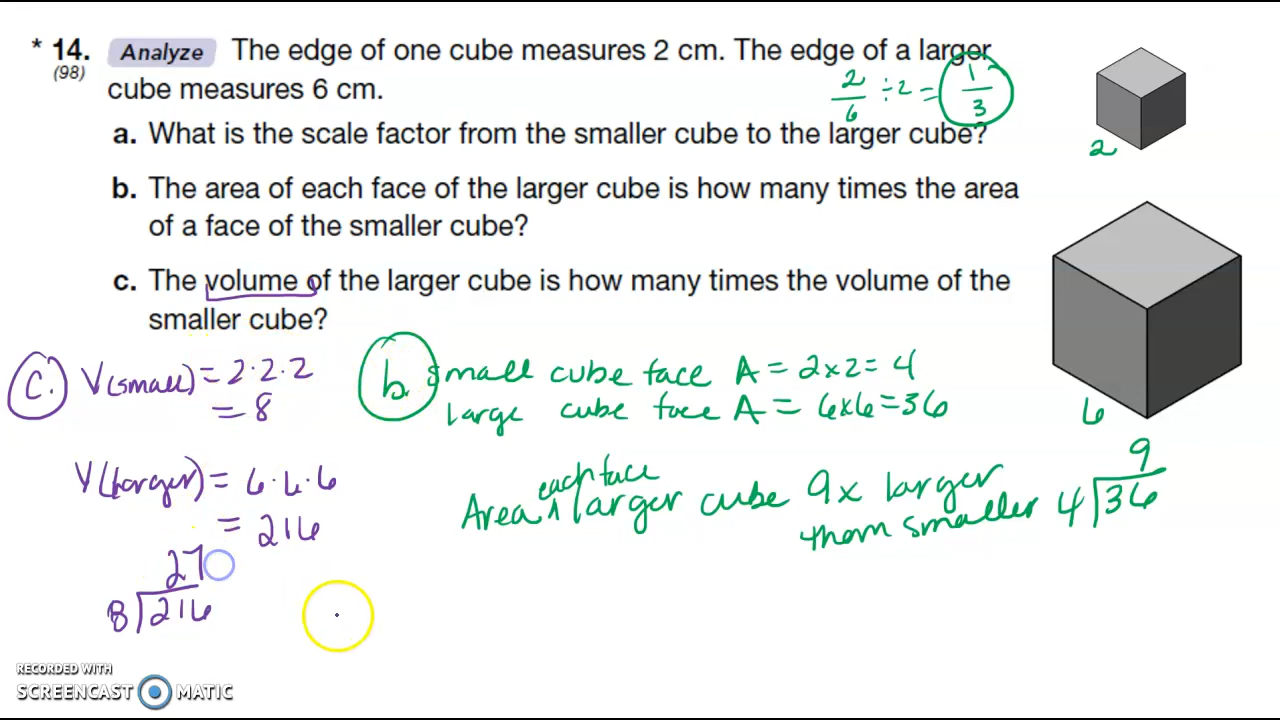 * 14. Analyze The edge of one cube measures 2 cm. The edge of a larger
(98) cube measures 6 cm.
2/6 ÷2 = 1/3
2
a. What is the scale factor from the smaller cube to the larger cube?
b. The area of each face of the larger cube is how many times the area
of a face of the smaller cube?
c. The volume of the larger cube is how many times the volume of the
smaller cube?
6
C. V(small) = 2·2·2
= 8
V(larger) = 6·6·6
= 216
27
8)216
b. small cube face A = 2x2=4
large cube face A = 6x6=36
each face
Area ^ larger cube 9x larger
than smaller
9
4)36
RECORDED WITH
SCREENCAST MATIC